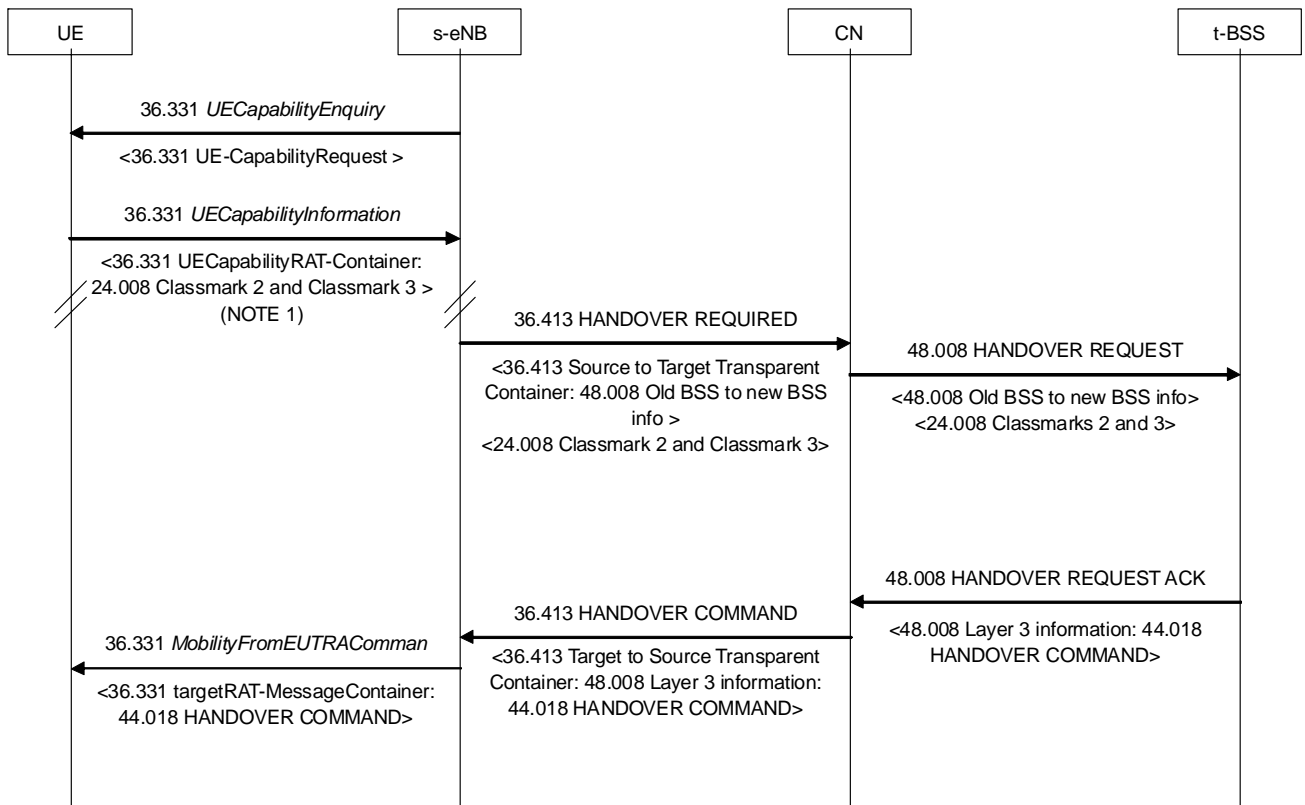 UE
s-eNB
CN
t-BSS
36.331 UECapabilityEnquiry
<36.331 UE-CapabilityRequest >
36.331 UECapabilityInformation
<36.331 UECapabilityRAT-Container:
24.008 Classmark 2 and Classmark 3 >
(NOTE 1)
36.413 HANDOVER REQUIRED
<36.413 Source to Target Transparent
Container: 48.008 Old BSS to new BSS
info >
<24.008 Classmark 2 and Classmark 3>
48.008 HANDOVER REQUEST
<48.008 Old BSS to new BSS info>
<24.008 Classmarks 2 and 3>
48.008 HANDOVER REQUEST ACK
<48.008 Layer 3 information: 44.018
HANDOVER COMMAND>
36.413 HANDOVER COMMAND
<36.413 Target to Source Transparent
Container: 48.008 Layer 3 information:
44.018 HANDOVER COMMAND>
36.331 MobilityFromEUTRAComman
<36.331 targetRAT-MessageContainer:
44.018 HANDOVER COMMAND>